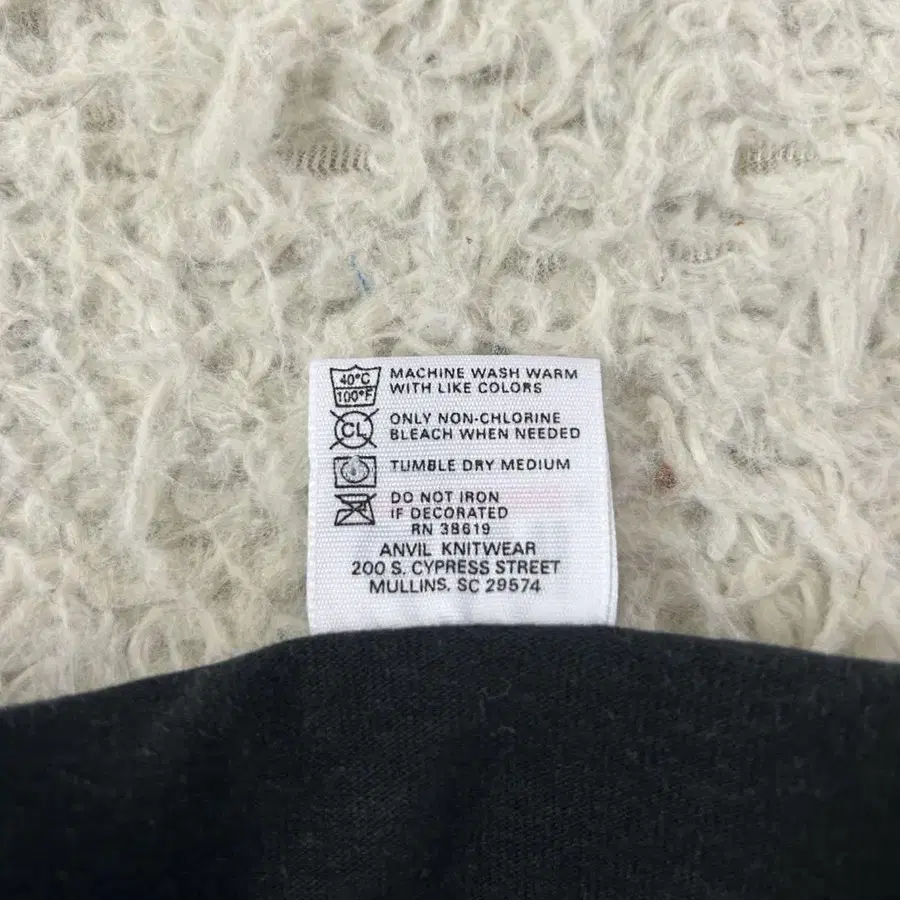 40°C
100°F
MACHINE WASH WARM
WITH LIKE COLORS
CL
ONLY NON-CHLORINE
BLEACH WHEN NEEDED
TUMBLE DRY MEDIUM
DO NOT IRON
IF DECORATED
RN 38619
ANVIL KNITWEAR
200 S. CYPRESS STREET
MULLINS. SC 29574